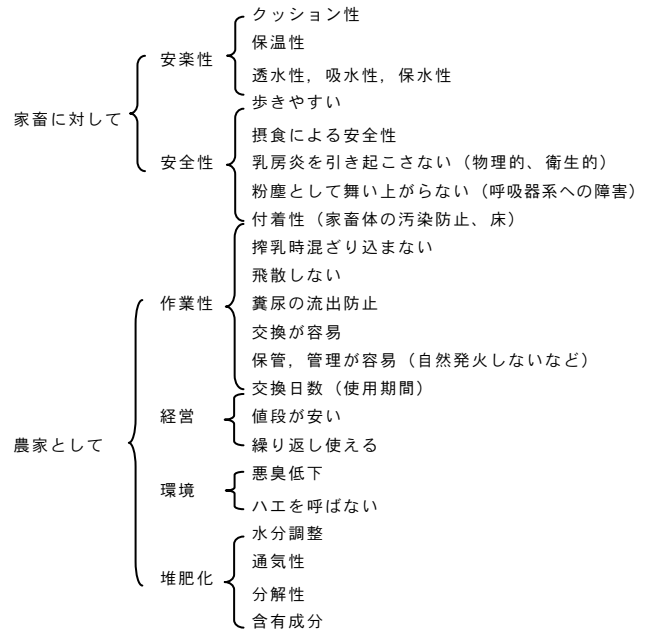 クッション性
保温性
安楽性
透水性，吸水性，保水性
歩きやすい
家畜に対して
摂食による安全性
安全性
乳房炎を引き起こさない（物理的、衛生的）
粉塵として舞い上がらない（呼吸器系への障害）
付着性（家畜体の汚染防止、床）
搾乳時混ざり込まない
飛散しない
作業性
糞尿の流出防止
交換が容易
保管，管理が容易（自然発火しないなど）
交換日数（使用期間）
経営
値段が安い
農家として
繰り返し使える
悪臭低下
環境
ハエを呼ばない
水分調整
通気性
堆肥化
分解性
含有成分